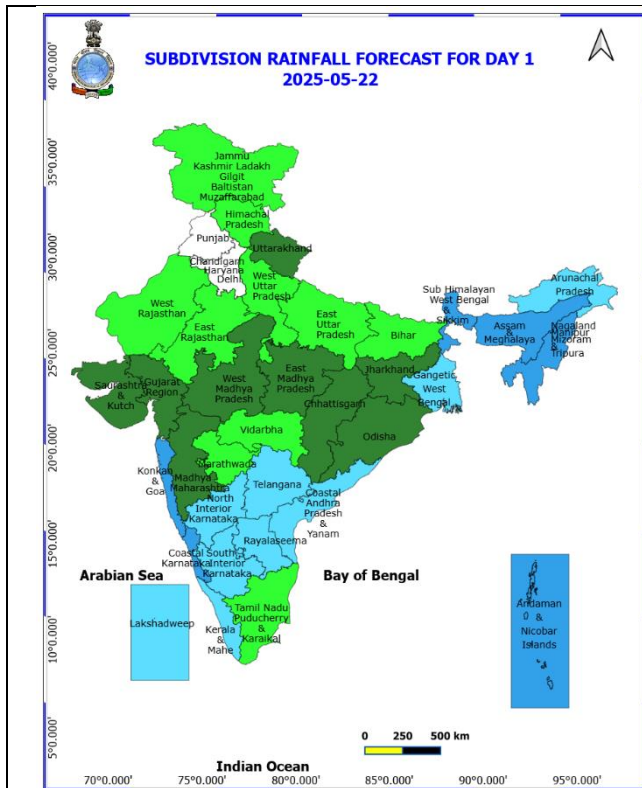 SUBDIVISION RAINFALL FORECAST FOR DAY 1
2025-05-22
40°0.000'
35°0.000'
30°0.000'
25°0.000'
20°0.000'
15°0.000'
10°0.000'
5°0.000'
Jammu
Kashmir Ladakh
Gilgit
Baltistan
Muzaffarabad
Himachal
Pradesh
Punjab
Uttarakhand
Chandigarh
Haryana
Delhi
West
Uttar
Pradesh
Arunachal
Pradesh
Sub Himalayan
West Bengal
&
Sikkim
West
Rajasthan
East
Rajasthan
East
Uttar
Pradesh
Bihar
Assam
&
Meghalaya
Nagaland
Manipur
Mizoram
&
Tripura
Saurashtra
&
Kutch
Gujarat
Region
West
Madhya
Pradesh
East
Madhya
Pradesh
Jharkhand
Gangetic
West
Bengal
Chhattisgarh
Odisha
Vidarbha
Konkan
&
Goa
Madhya
Maharashtra
Marathwada
North
Interior
Karnataka
Telangana
Coastal
Andhra
Pradesh
&
Yanam
Rayalaseema
Coastal
Karnataka
South
Interior
Karnataka
Arabian Sea
Bay of Bengal
Lakshadweep
Kerala
&
Mahe
Tamil Nadu
Puducherry
&
Karaikal
Andaman
&
Nicobar
Islands
0 250 500 km
Indian Ocean
70°0.000' 75°0.000' 80°0.000' 85°0.000' 90°0.000' 95°0.000'